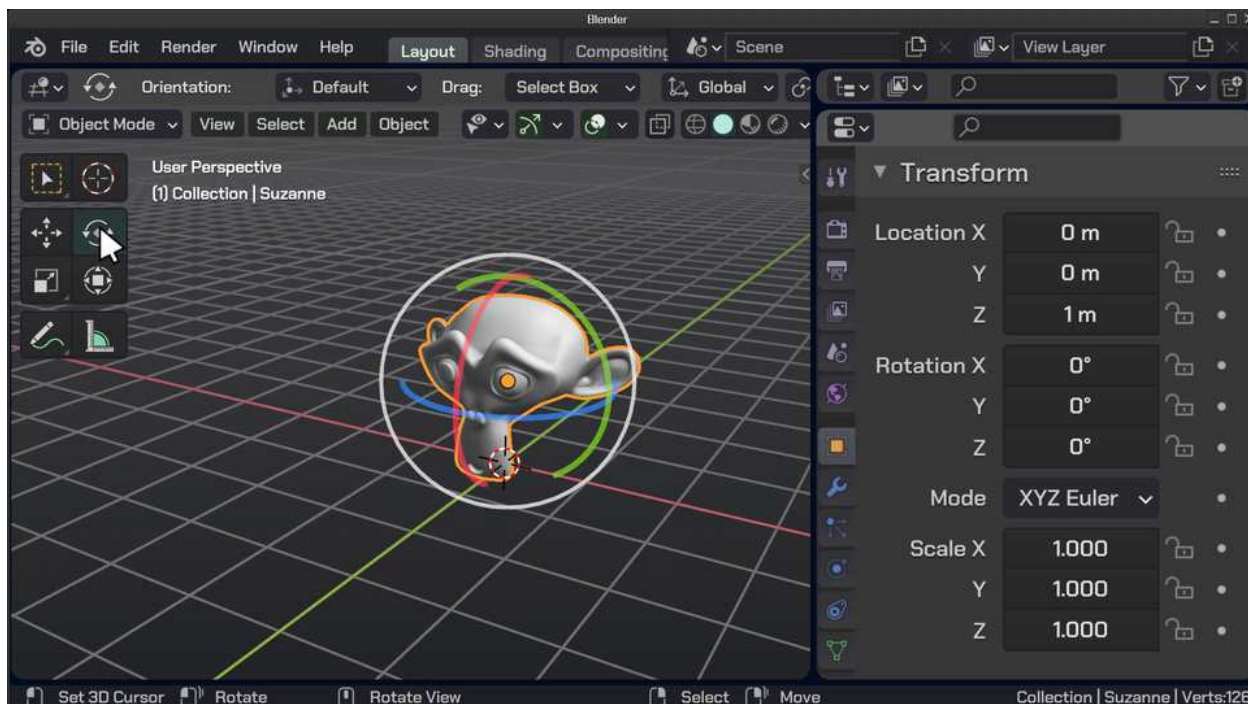 Blender
File Edit Render Window Help Layout Shading Compositing Scene View Layer
Orientation: Default Drag: Select Box Global
Object Mode View Select Add Object
User Perspective
(1) Collection | Suzanne
Transform
Location X 0 m
Y 0 m
Z 1 m
Rotation X 0°
Y 0°
Z 0°
Mode XYZ Euler
Scale X 1.000
Y 1.000
Z 1.000
Set 3D Cursor Rotate Rotate View Select Move Collection | Suzanne | Verts:126